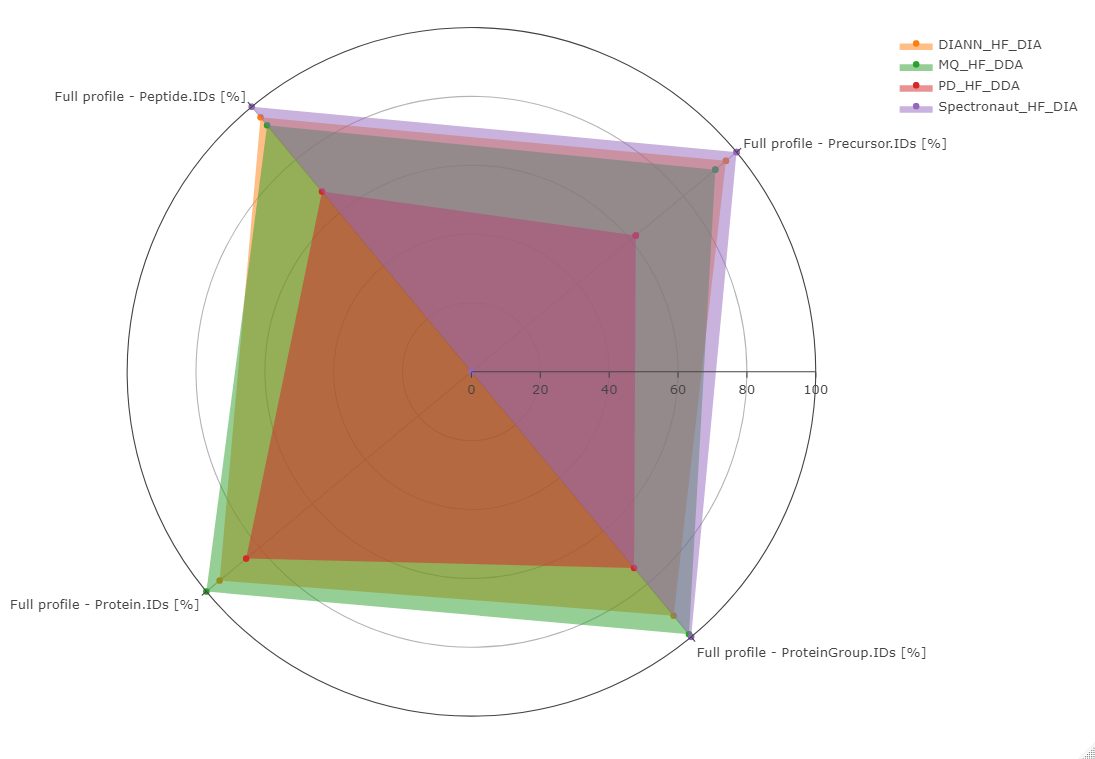 DIANN_HF_DIA
MQ_HF_DDA
PD_HF_DDA
Spectronaut_HF_DIA
Full profile - Peptide.IDs [%]
Full profile - Precursor.IDs [%]
0 20 40 60 80 100
Full profile - Protein.IDs [%]
Full profile - ProteinGroup.IDs [%]